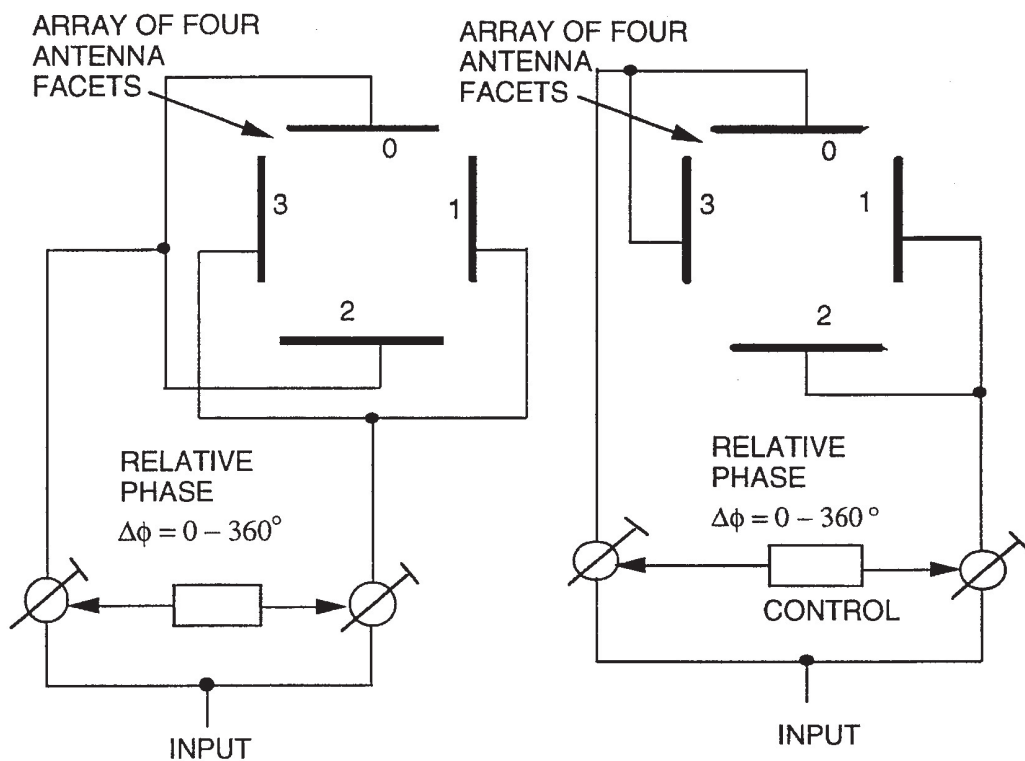 ARRAY OF FOUR
ANTENNA
FACETS
0
3
1
2
RELATIVE
PHASE
Δϕ = 0 – 360°
INPUT
ARRAY OF FOUR
ANTENNA
FACETS
0
3
1
2
RELATIVE
PHASE
Δϕ = 0 – 360°
CONTROL
INPUT